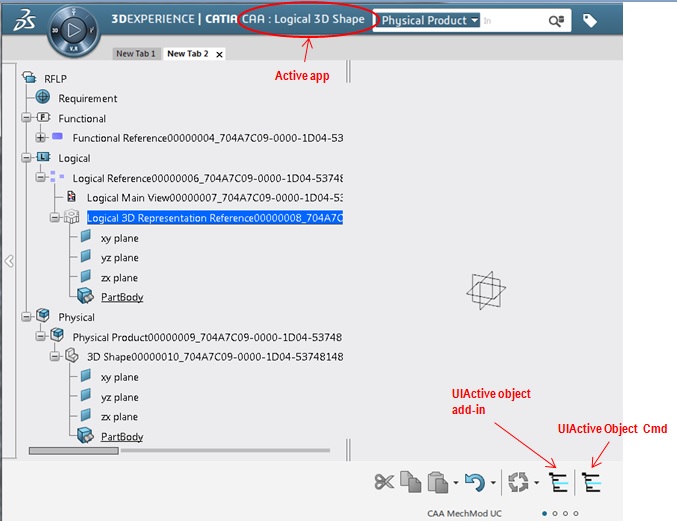 3DEXPERIENCE | CATIA CAA : Logical 3D Shape
Physical Product
in
3D
V.R
Active app
New Tab 1
New Tab 2
RFLP
Requirement
Functional
Functional Reference00000004_704A7C09-0000-1D04-53
Logical
Logical Reference00000006_704A7C09-0000-1D04-53748
Logical Main View00000007_704A7C09-0000-1D04-53
Logical 3D Representation Reference00000008_704A7C
xy plane
yz plane
zx plane
PartBody
Physical
Physical Product00000009_704A7C09-0000-1D04-53748
3D Shape00000010_704A7C09-0000-1D04-53748148
xy plane
yz plane
zx plane
PartBody
UIActive object
add-in
UIActive Object Cmd
CAA MechMod UC